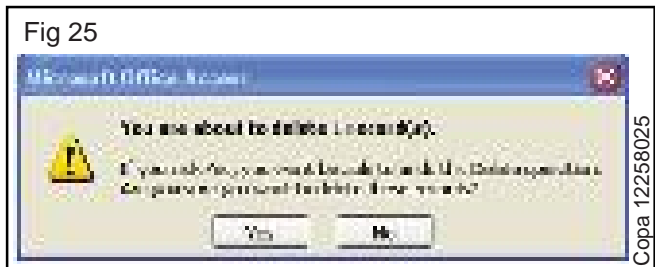 Fig 25
Microsoft Office Access
You are about to delete 1 record(s).
If you click Yes, you won't be able to undo this Delete operation.
Are you sure you want to delete these records?
Yes No
Copa 12258025